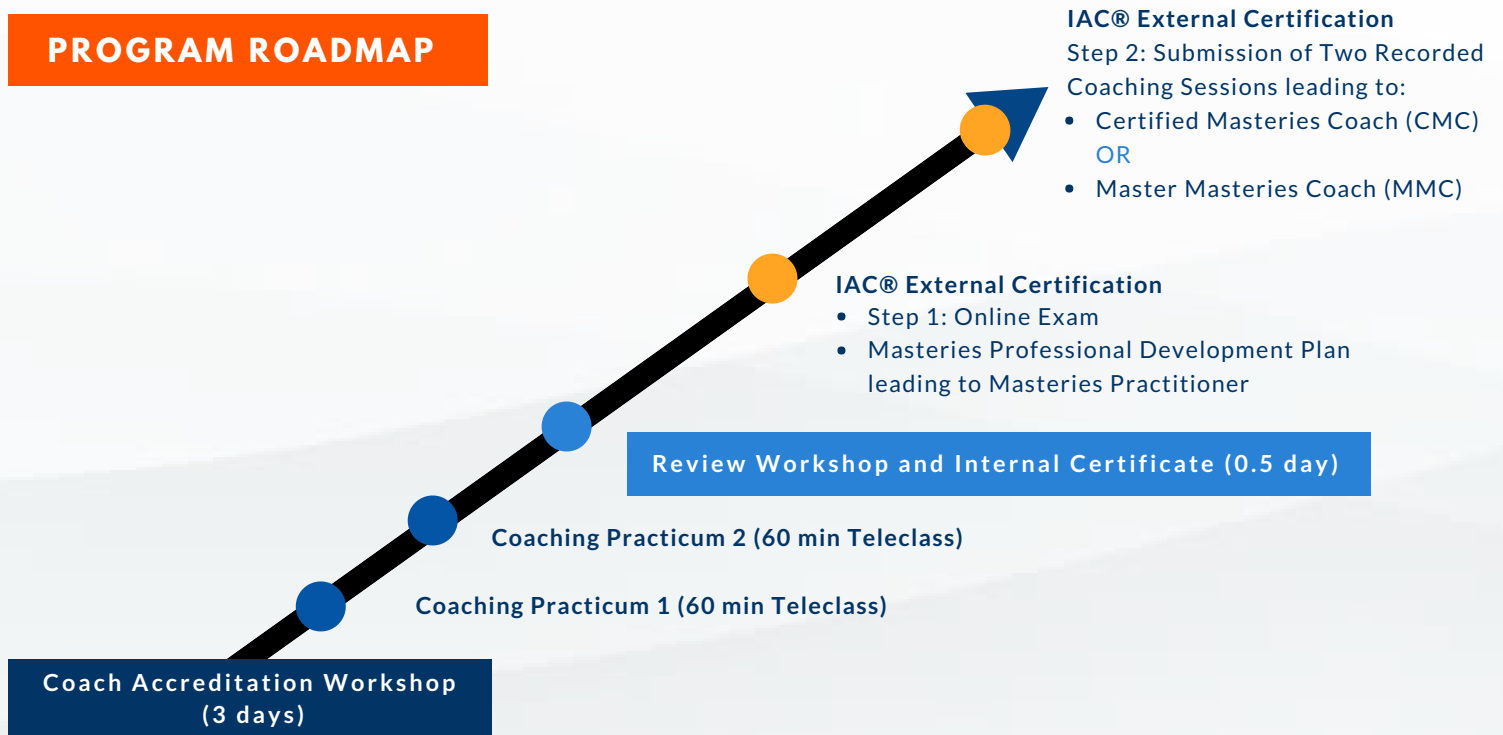 PROGRAM ROADMAP
IAC® External Certification
Step 2: Submission of Two Recorded
Coaching Sessions leading to:
• Certified Masteries Coach (CMC)
OR
• Master Masteries Coach (MMC)
IAC® External Certification
• Step 1: Online Exam
• Masteries Professional Development Plan
leading to Masteries Practitioner
Review Workshop and Internal Certificate (0.5 day)
Coaching Practicum 2 (60 min Teleclass)
Coaching Practicum 1 (60 min Teleclass)
Coach Accreditation Workshop
(3 days)